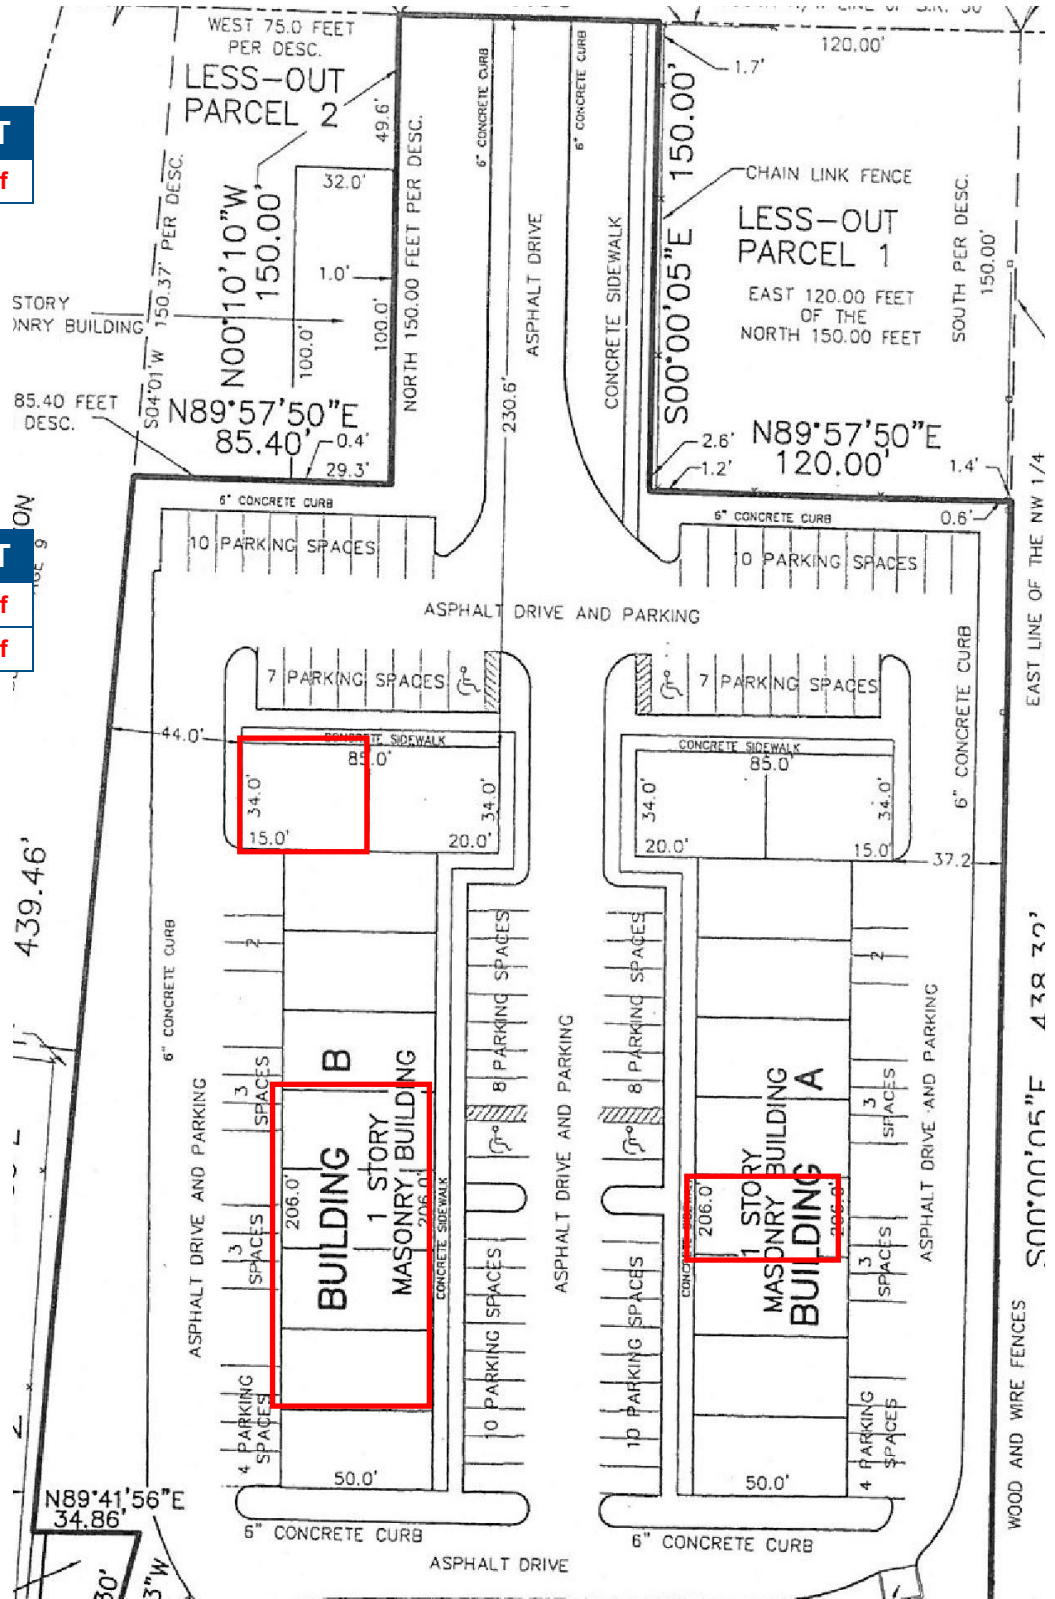 WEST 75.0 FEET
PER DESC.
LESS-OUT
PARCEL 2
49.6'
6" CONCRETE CURB
6" CONCRETE CURB
1.7'
120.00'
S00°00'05"E 150.00'
CHAIN LINK FENCE
LESS-OUT
PARCEL 1
EAST 120.00 FEET
OF THE
NORTH 150.00 FEET
SOUTH PER DESC.
150.00'
T
f
S04°01'W 150.37' PER DESC.
N00°10'10"W
150.00'
32.0'
1.0'
100.0'
100.0'
NORTH 150.00 FEET PER DESC.
ASPHALT DRIVE
CONCRETE SIDEWALK
230.6'
STORY
ONRY BUILDING
85.40 FEET
DESC.
N89°57'50"E
85.40'
0.4'
29.3'
2.6'
1.2'
N89°57'50"E
120.00'
1.4'
0.6'
6" CONCRETE CURB
6" CONCRETE CURB
10 PARKING SPACES
10 PARKING SPACES
ON
T
f
f
EAST LINE OF THE NW 1/4
ASPHALT DRIVE AND PARKING
7 PARKING SPACES
7 PARKING SPACES
6" CONCRETE CURB
44.0'
CONCRETE SIDEWALK
85.0'
34.0'
34.0'
15.0'
20.0'
CONCRETE SIDEWALK
85.0'
34.0'
34.0'
20.0'
15.0'
37.2
439.46'
6" CONCRETE CURB
2
8 PARKING SPACES
8 PARKING SPACES
2
ASPHALT DRIVE AND PARKING
3
SPACES
3
SPACES
4 PARKING
SPACES
206.0'
BUILDING B
1 STORY
MASONRY BUILDING
206.0'
CONCRETE SIDEWALK
10 PARKING SPACES
ASPHALT DRIVE AND PARKING
10 PARKING SPACES
206.0'
1 STORY
MASONRY BUILDING
BUILDING A
206.0'
3
SPACES
3
SPACES
4 PARKING
SPACES
ASPHALT DRIVE AND PARKING
S00°00'05"E 438.32'
WOOD AND WIRE FENCES
50.0'
50.0'
N89°41'56"E
34.86'
6" CONCRETE CURB
6" CONCRETE CURB
ASPHALT DRIVE
30'
3"W